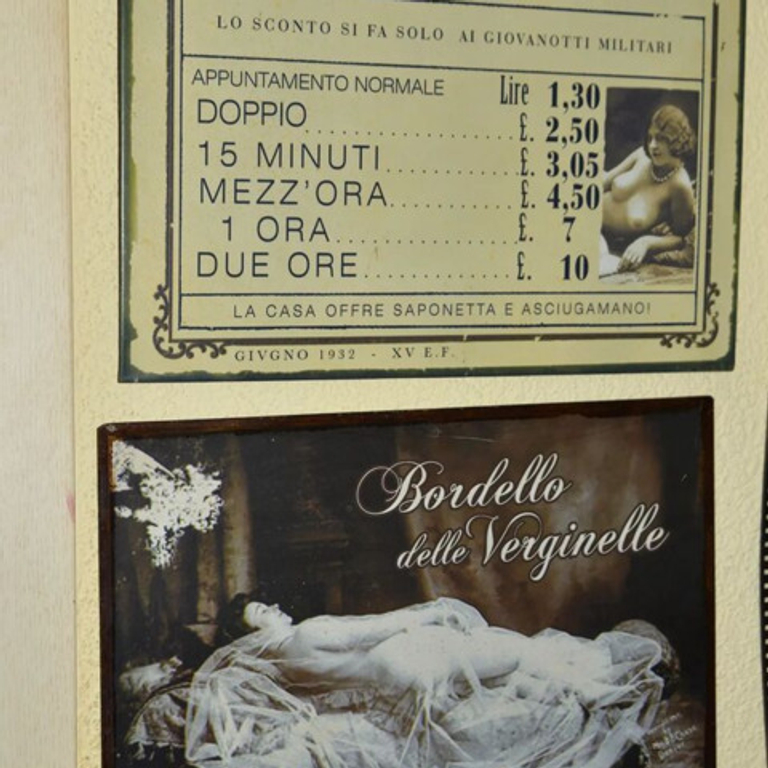 LO SCONTO SI FA SOLO AI GIOVANOTTI MILITARI
APPUNTAMENTO NORMALE Lire 1,30
DOPPIO £. 2,50
15 MINUTI £. 3,05
MEZZ'ORA £. 4,50
1 ORA £. 7
DUE ORE £. 10
LA CASA OFFRE SAPONETTA E ASCIUGAMANO!
GIVGNO 1932 - XV E.F.
Bordello
delle Verginelle